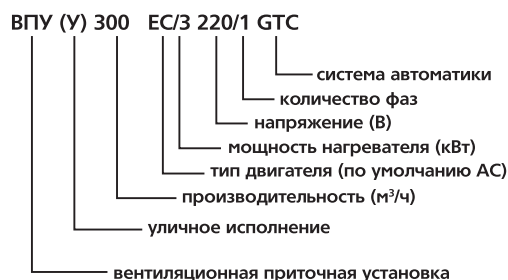 ВПУ (У) 300 ЕС/3 220/1 GTC
система автоматики
количество фаз
напряжение (В)
мощность нагревателя (кВт)
тип двигателя (по умолчанию АС)
производительность (м³/ч)
уличное исполнение
вентиляционная приточная установка